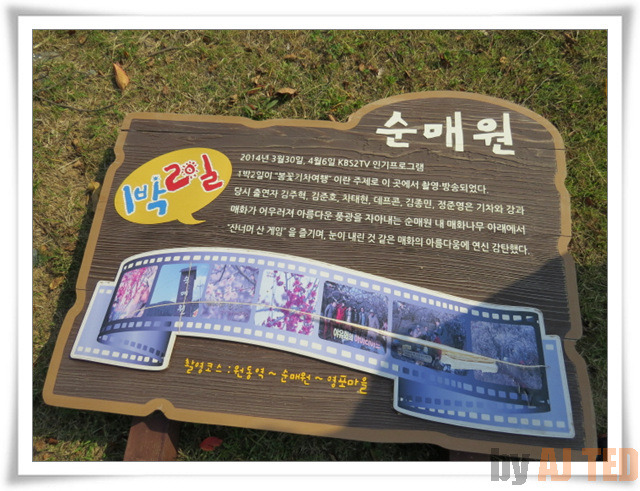 순매원
1박2일
2014년 3월30일, 4월6일 KBS2TV 인기프로그램
1박2일이 "봄꽃기차여행" 이란 주제로 이 곳에서 촬영·방송되었다.
당시 출연자 김주혁, 김준호, 차태현, 데프콘, 김종민, 정준영은 기차와 강과
매화가 어우러져 아름다운 풍광을 자아내는 순매원 내 매화나무 아래에서
"산너머 산 게임" 을 즐기며, 눈이 내린 것 같은 매화의 아름다움에 연신 감탄했다.
순매원
촬영코스 : 원동역 ~ 순매원 ~ 영포마을
by AJ TED